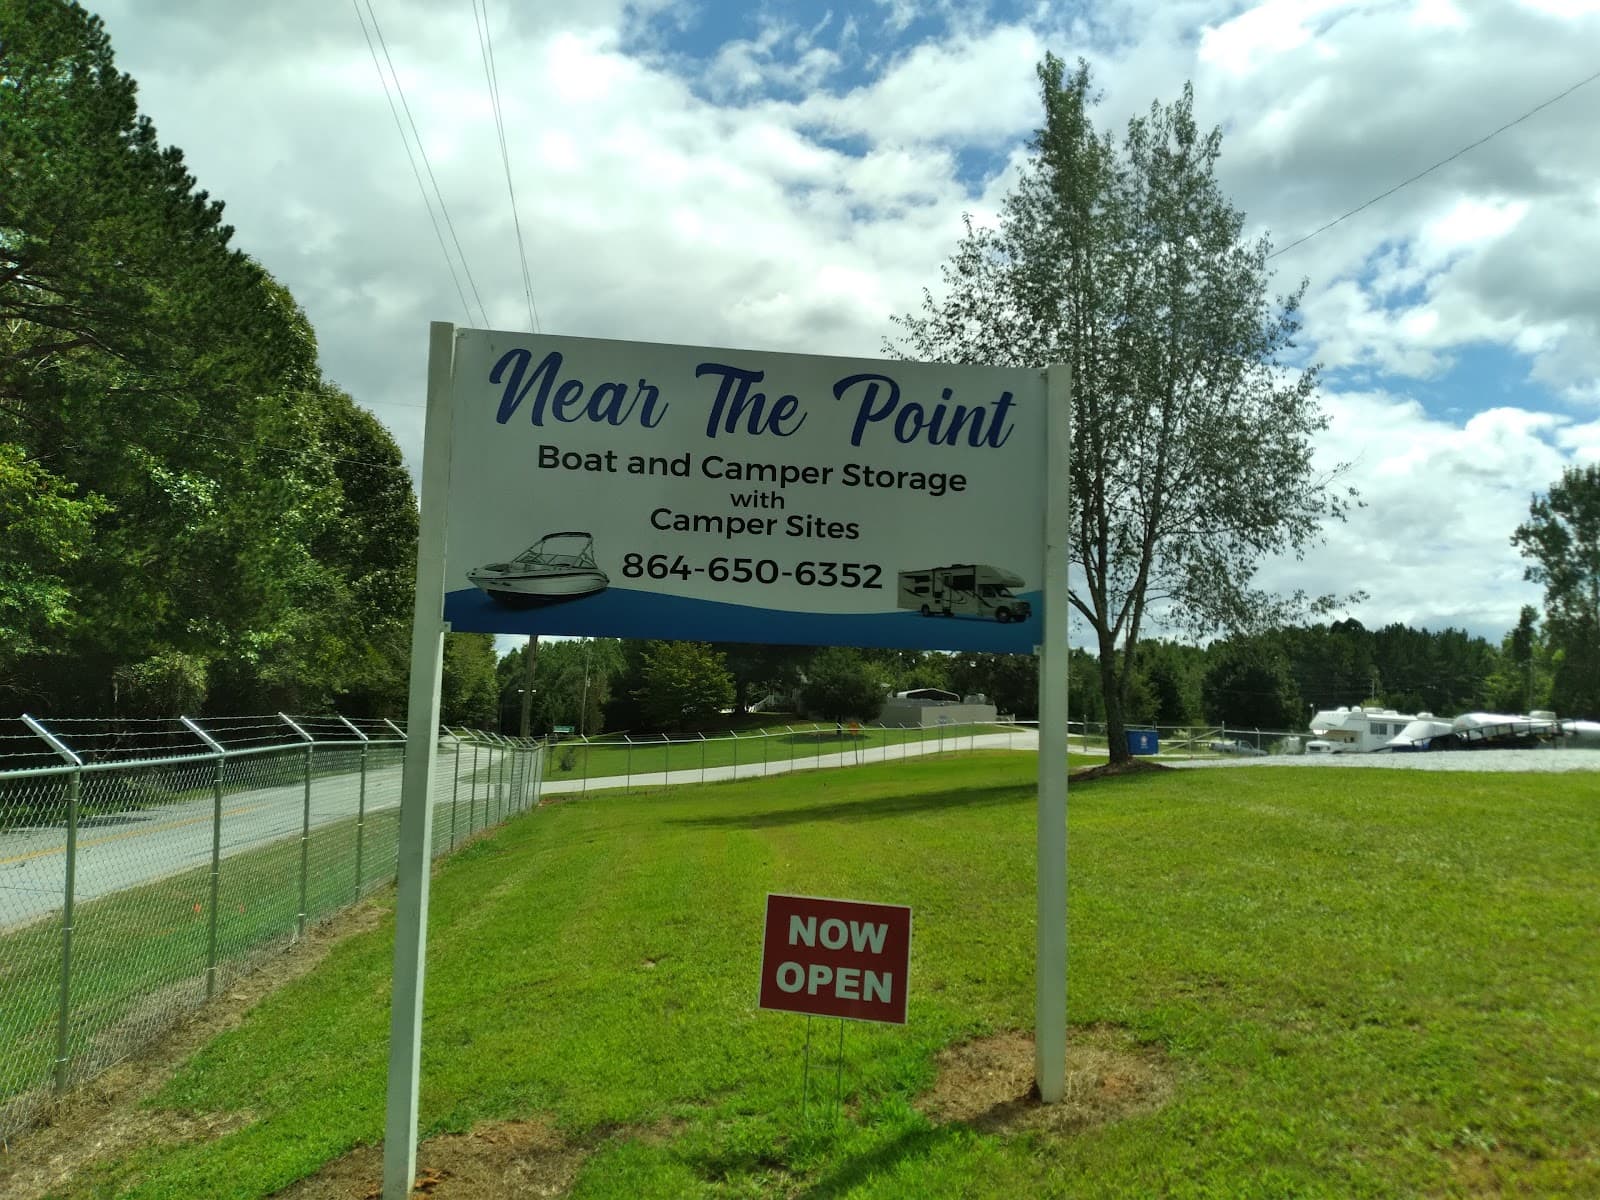 Near The Point
Boat and Camper Storage
with
Camper Sites
864-650-6352
NOW
OPEN